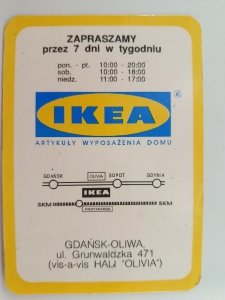 ZAPRASZAMY
przez 7 dni w tygodniu
pon. - pt. 10:00 - 20:00
sob. 10:00 - 18:00
niedz. 11:00 - 17:00
IKEA®
ARTYKUŁY WYPOSAŻENIA DOMU
GDAŃSK OLIVIA SOPOT GDYNIA
IKEA
SKM SKM
GDAŃSK-OLIWA,
ul. Grunwaldzka 471
(vis-a-vis HALI "OLIVIA")